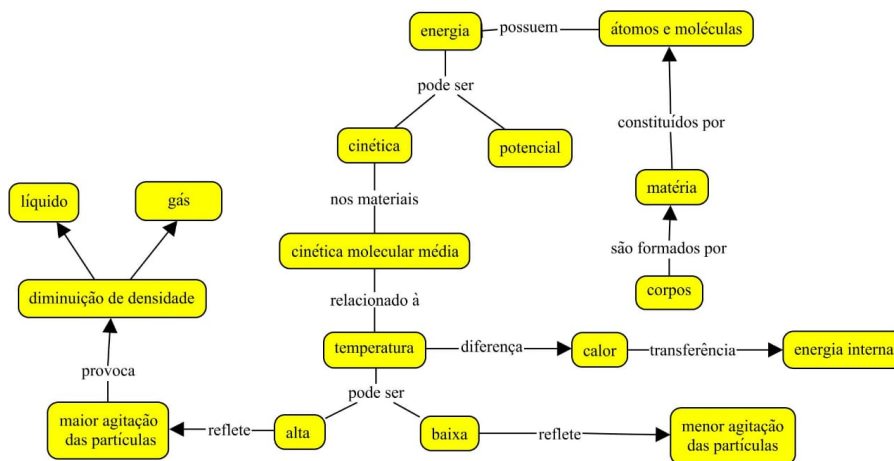 energia
possuem
átomos e moléculas
pode ser
constituídos por
cinética
potencial
líquido
gás
nos materiais
matéria
cinética molecular média
são formados por
diminuição de densidade
corpos
relacionado à
temperatura
diferença
calor
transferência
energia interna
provoca
pode ser
maior agitação
das partículas
reflete
alta
baixa
reflete
menor agitação
das partículas